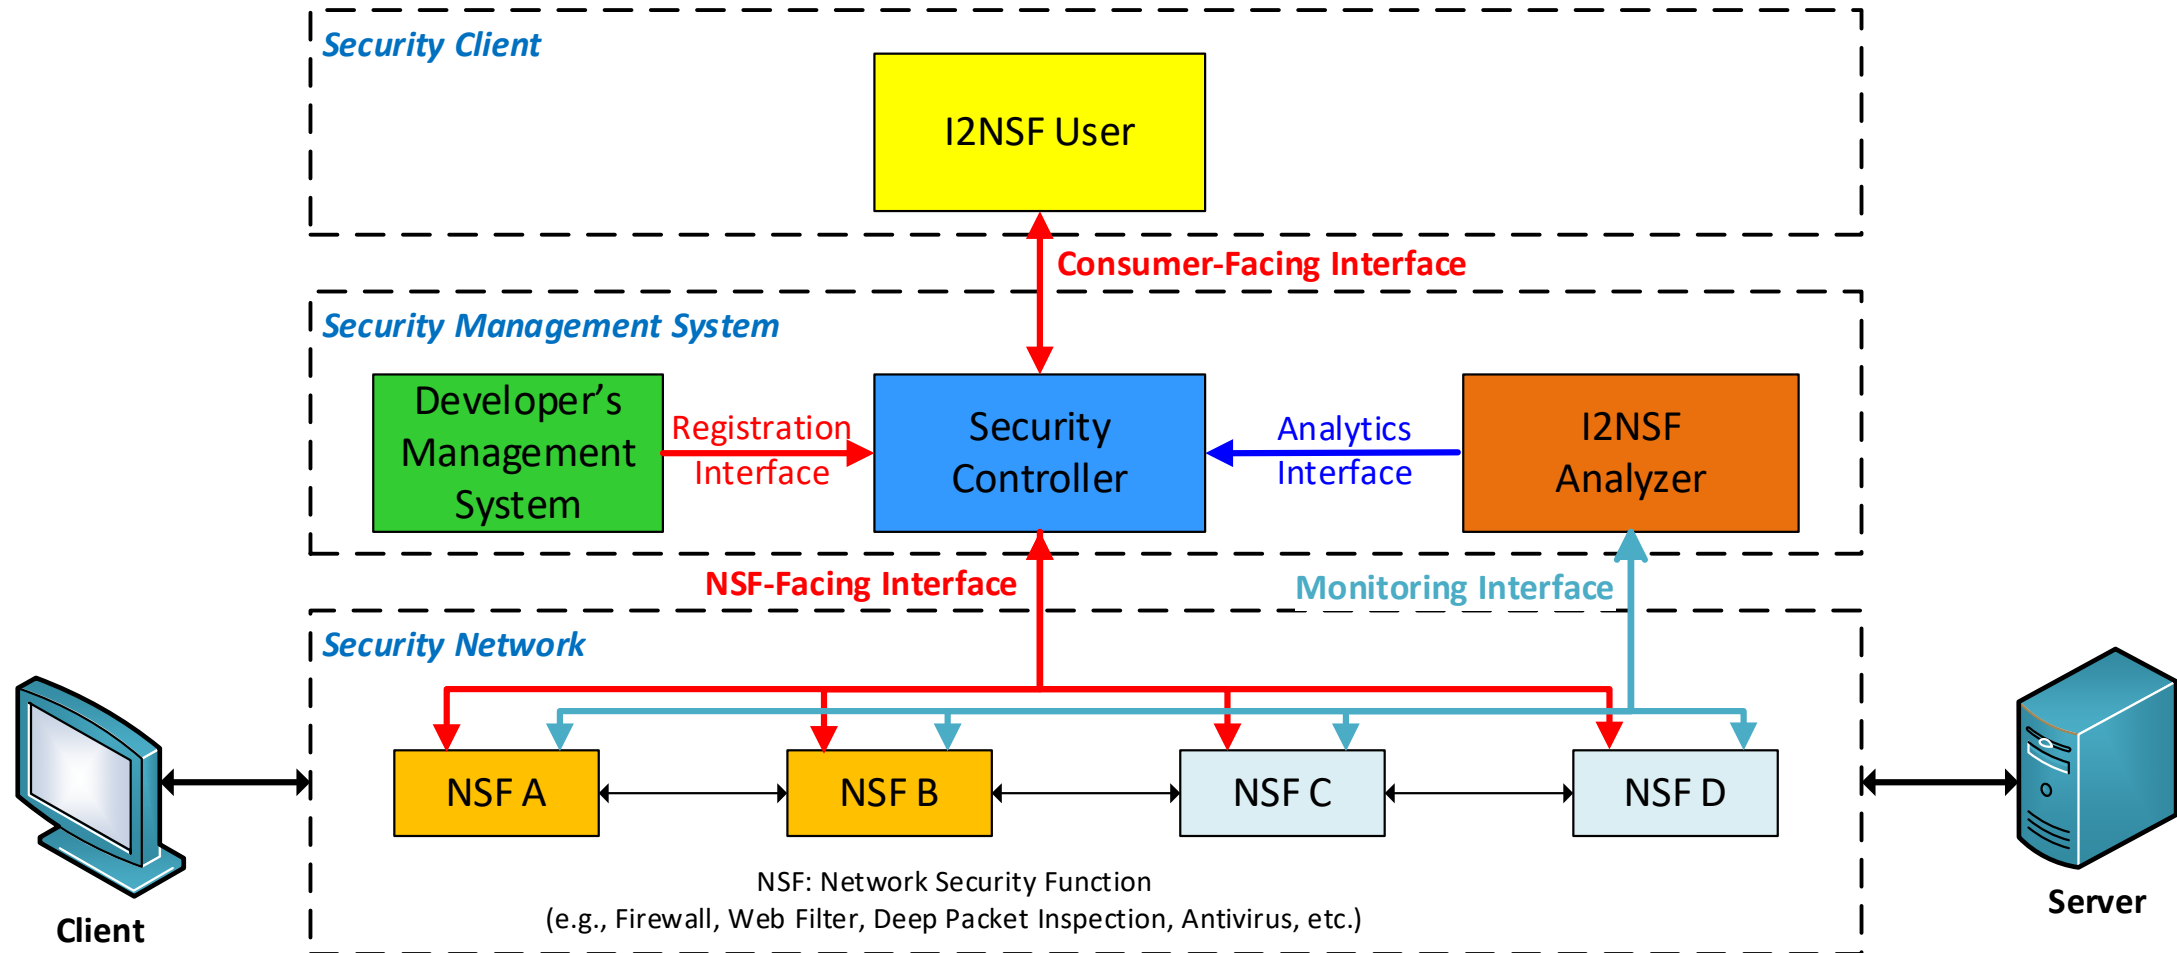 Security Client
I2NSF User
Consumer-Facing Interface
Security Management System
Developer’s
Management
System
Registration
Interface
Security
Controller
Analytics
Interface
I2NSF
Analyzer
NSF-Facing Interface
Monitoring Interface
Security Network
NSF A
NSF B
NSF C
NSF D
NSF: Network Security Function
(e.g., Firewall, Web Filter, Deep Packet Inspection, Antivirus, etc.)
Client
Server